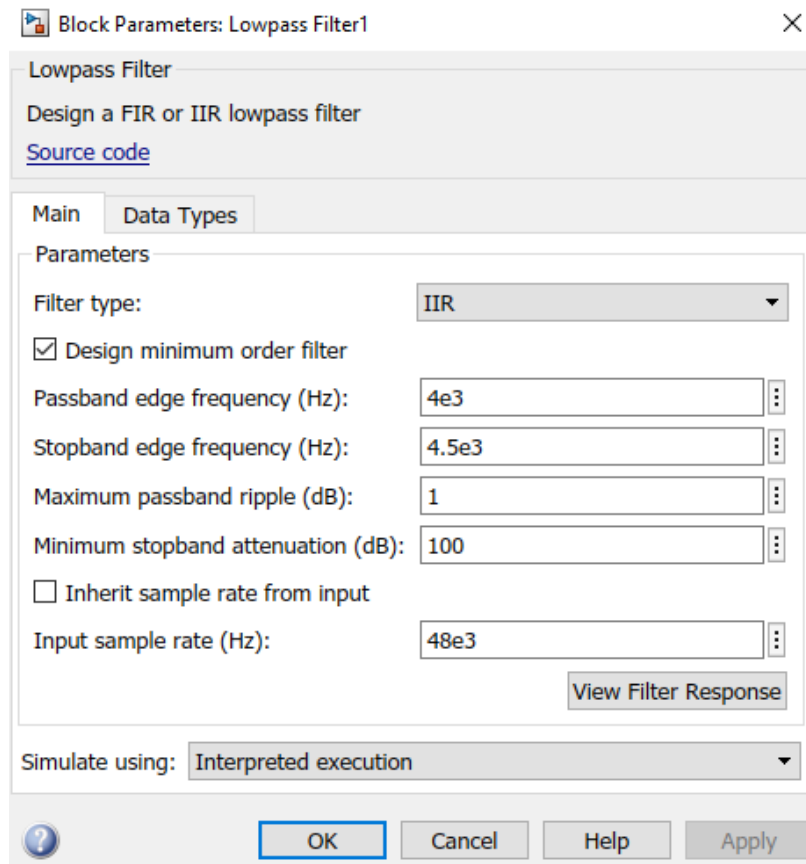 Block Parameters: Lowpass Filter1
Lowpass Filter
Design a FIR or IIR lowpass filter
Source code
Main Data Types
Parameters
Filter type: IIR
Design minimum order filter
Passband edge frequency (Hz): 4e3
Stopband edge frequency (Hz): 4.5e3
Maximum passband ripple (dB): 1
Minimum stopband attenuation (dB): 100
Inherit sample rate from input
Input sample rate (Hz): 48e3
View Filter Response
Simulate using: Interpreted execution
? OK Cancel Help Apply